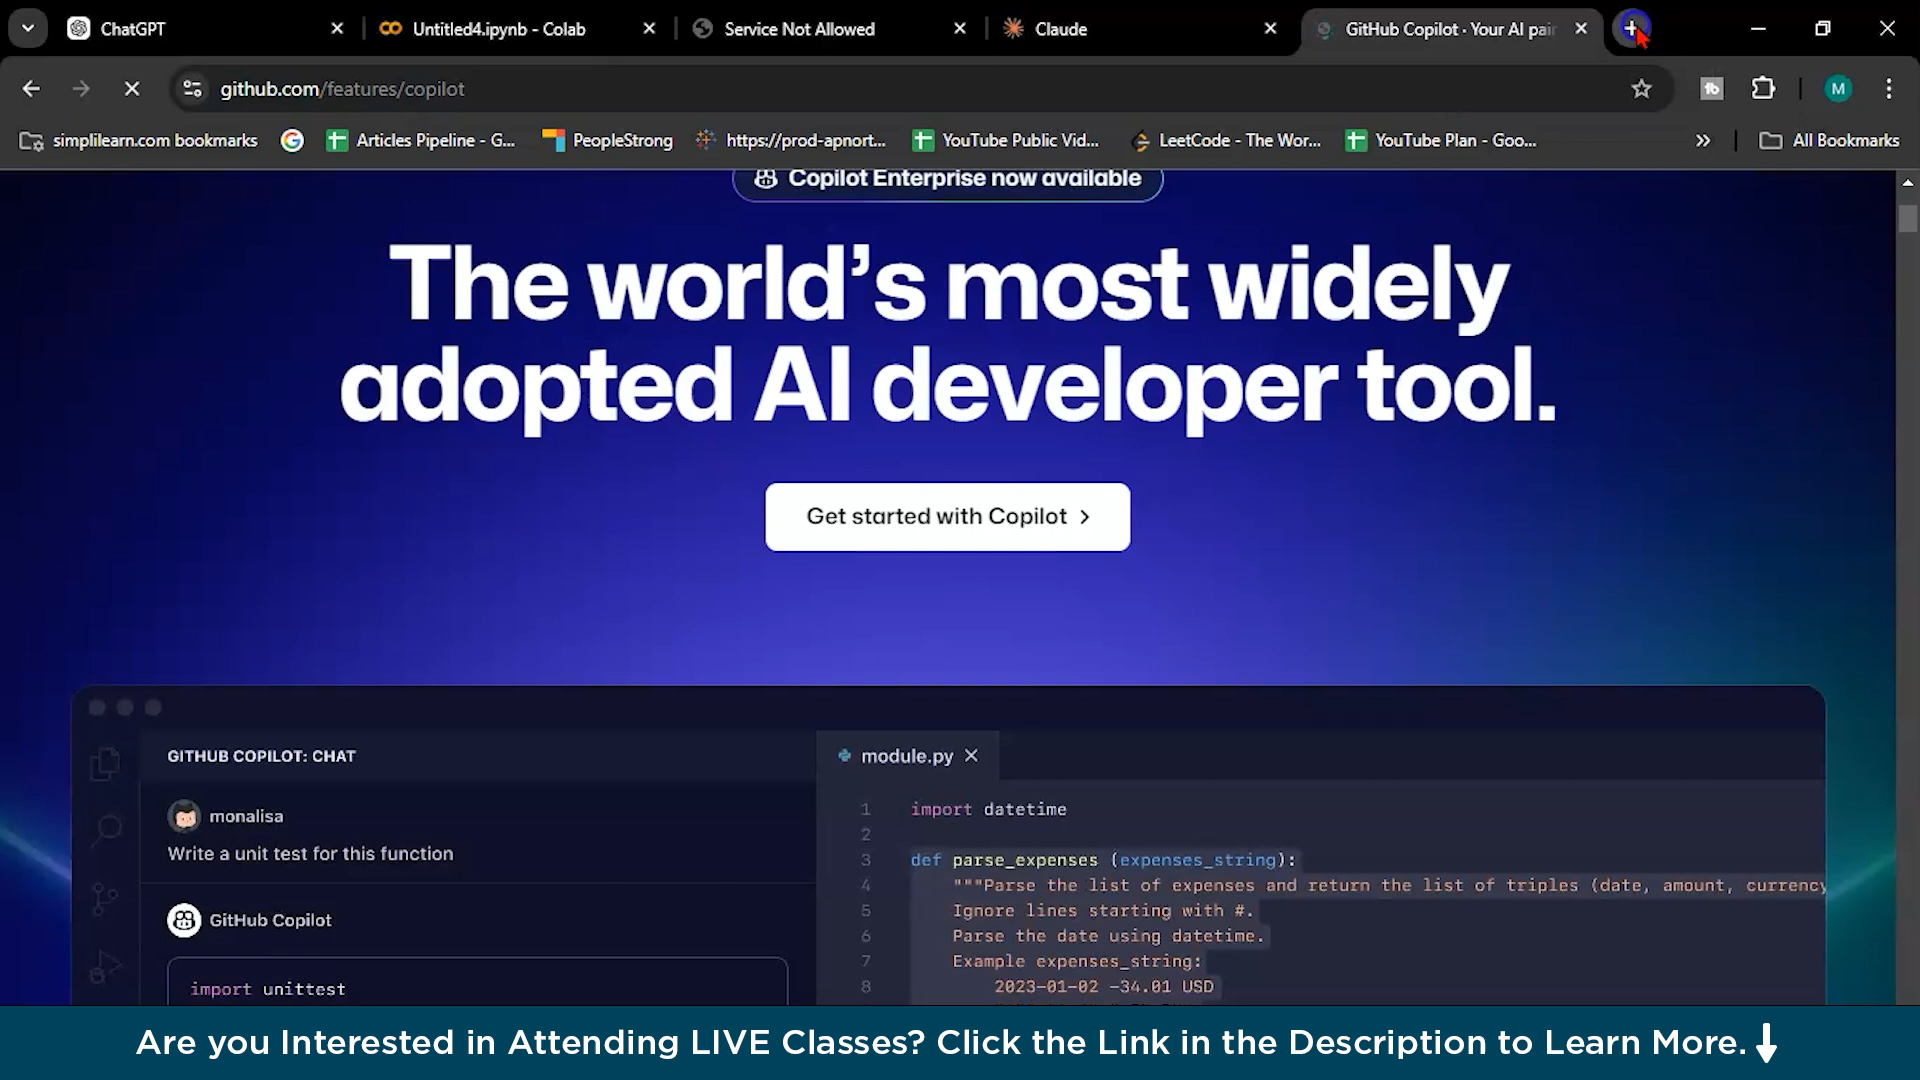 ChatGPT
Untitled4.ipynb - Colab
Service Not Allowed
Claude
GitHub Copilot · Your AI pair
github.com/features/copilot
M
simplilearn.com bookmarks
Articles Pipeline - G...
PeopleStrong
https://prod-apnort...
YouTube Public Vid...
LeetCode - The Wor...
YouTube Plan - Goo...
All Bookmarks
Copilot Enterprise now available
The world’s most widely
adopted AI developer tool.
Get started with Copilot
GITHUB COPILOT: CHAT
monalisa
Write a unit test for this function
GitHub Copilot
import unittest
module.py
1 import datetime
2
3 def parse_expenses (expenses_string):
4 """Parse the list of expenses and return the list of triples (date, amount, currency
5 Ignore lines starting with #.
6 Parse the date using datetime.
7 Example expenses_string:
8 2023-01-02 -34.01 USD
Are you Interested in Attending LIVE Classes? Click the Link in the Description to Learn More.